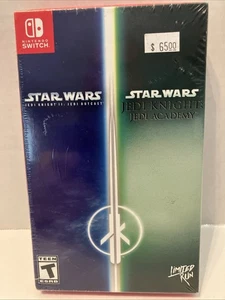 NINTENDO
SWITCH
$ 6500
STAR WARS
JEDI KNIGHT II: JEDI OUTCAST
STAR WARS
JEDI KNIGHT
JEDI ACADEMY
TEEN
T
ESRB
LIMITED
RUN